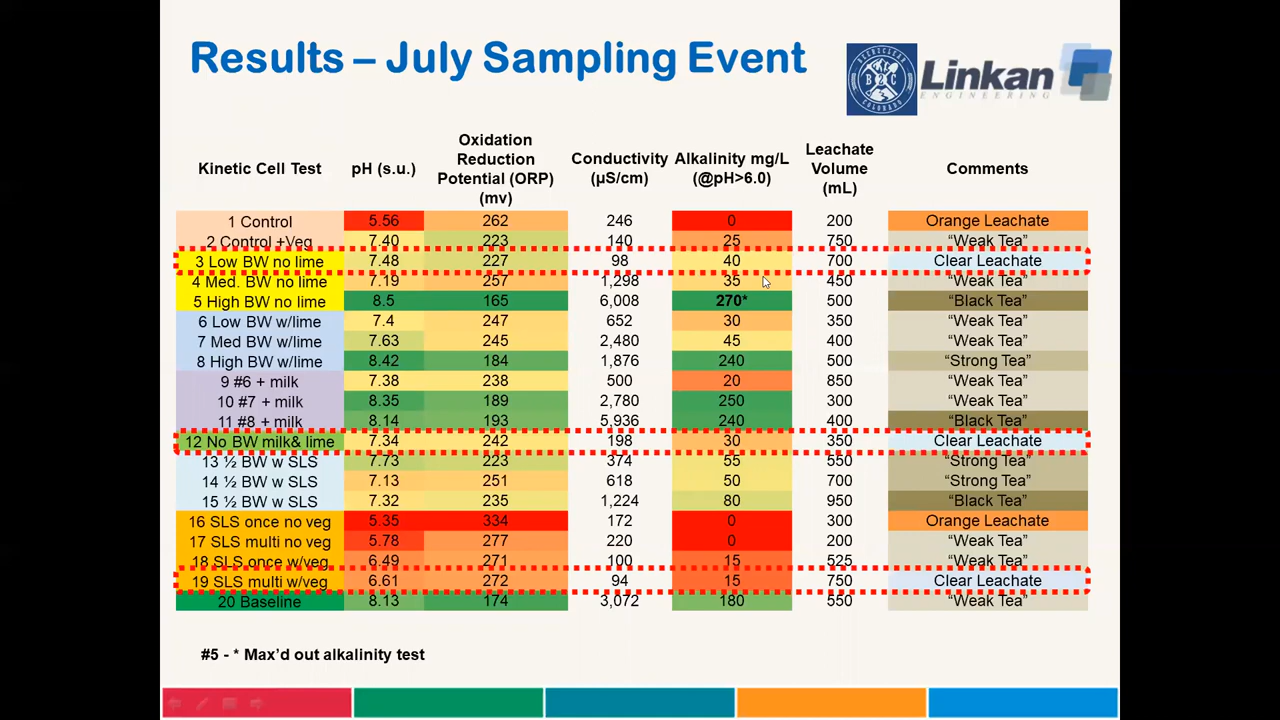 Results – July Sampling Event
B2C
COLORADO
Linkan
ENGINEERING
Kinetic Cell Test pH (s.u.) Oxidation Reduction Potential (ORP) (mv) Conductivity (µS/cm) Alkalinity mg/L (@pH>6.0) Leachate Volume (mL) Comments
1 Control 5.56 262 246 0 200 Orange Leachate
2 Control +Veg 7.40 223 140 25 750 “Weak Tea”
3 Low BW no lime 7.48 227 98 40 700 Clear Leachate
4 Med. BW no lime 7.19 257 1,298 35 450 “Weak Tea”
5 High BW no lime 8.5 165 6,008 270* 500 “Black Tea”
6 Low BW w/lime 7.4 247 652 30 350 “Weak Tea”
7 Med BW w/lime 7.63 245 2,480 45 400 “Weak Tea”
8 High BW w/lime 8.42 184 1,876 240 500 “Strong Tea”
9 #6 + milk 7.38 238 500 20 850 “Weak Tea”
10 #7 + milk 8.35 189 2,780 250 300 “Weak Tea”
11 #8 + milk 8.14 193 5,936 240 400 “Black Tea”
12 No BW milk& lime 7.34 242 198 30 350 Clear Leachate
13 ½ BW w SLS 7.73 223 374 55 550 “Strong Tea”
14 ½ BW w SLS 7.13 251 618 50 700 “Strong Tea”
15 ½ BW w SLS 7.32 235 1,224 80 950 “Black Tea”
16 SLS once no veg 5.35 334 172 0 300 Orange Leachate
17 SLS multi no veg 5.78 277 220 0 200 “Weak Tea”
18 SLS once w/veg 6.49 271 100 15 525 “Weak Tea”
19 SLS multi w/veg 6.61 272 94 15 750 Clear Leachate
20 Baseline 8.13 174 3,072 180 550 “Weak Tea”
#5 - * Max’d out alkalinity test